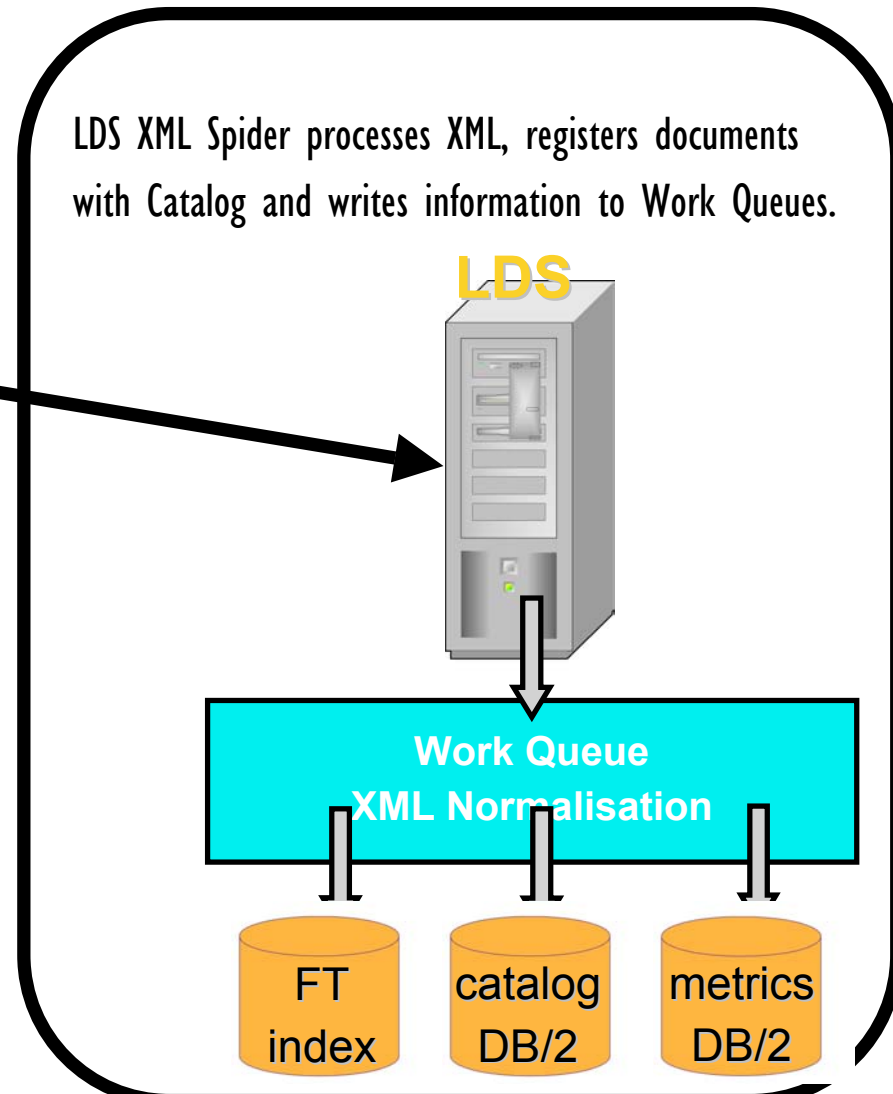 LDS XML Spider processes XML, registers documents
with Catalog and writes information to Work Queues.
LDS
Work Queue
XML Normalisation
FT
index
catalog
DB/2
metrics
DB/2